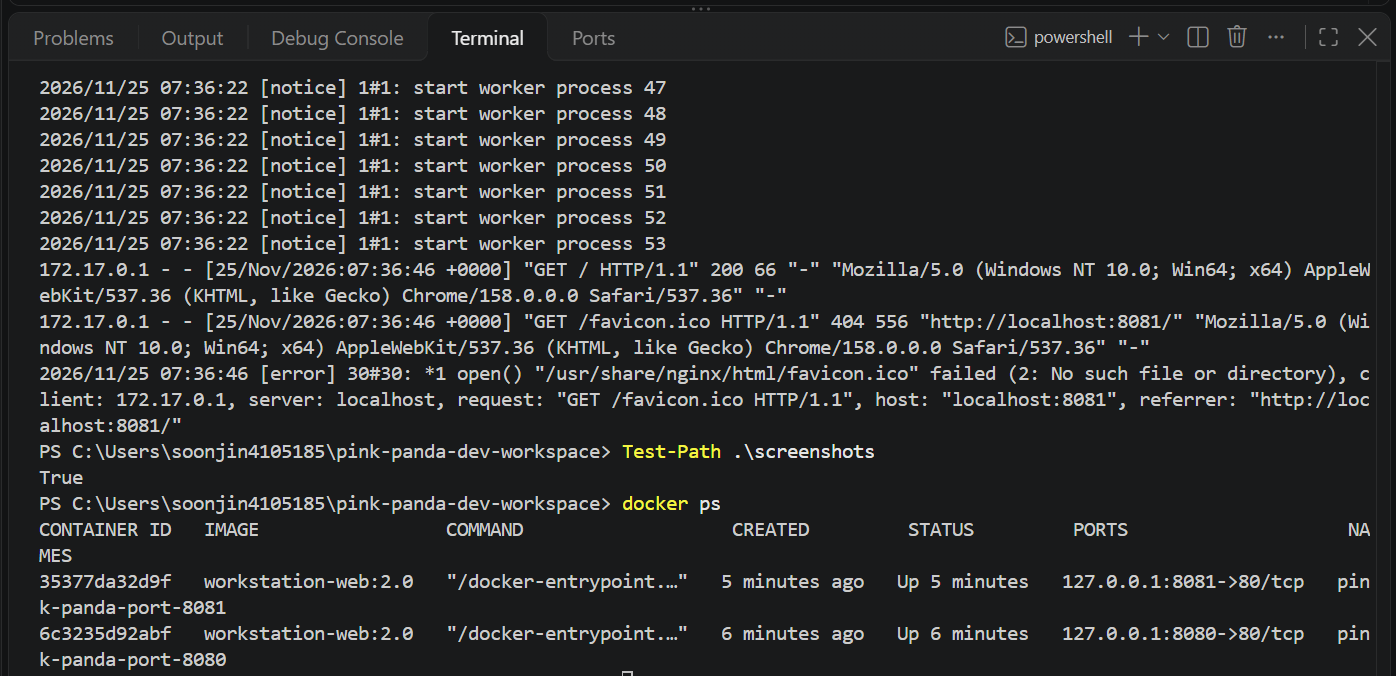 Problems Output Debug Console Terminal Ports powershell
2026/11/25 07:36:22 [notice] 1#1: start worker process 47
2026/11/25 07:36:22 [notice] 1#1: start worker process 48
2026/11/25 07:36:22 [notice] 1#1: start worker process 49
2026/11/25 07:36:22 [notice] 1#1: start worker process 50
2026/11/25 07:36:22 [notice] 1#1: start worker process 51
2026/11/25 07:36:22 [notice] 1#1: start worker process 52
2026/11/25 07:36:22 [notice] 1#1: start worker process 53
172.17.0.1 - - [25/Nov/2026:07:36:46 +0000] "GET / HTTP/1.1" 200 66 "-" "Mozilla/5.0 (Windows NT 10.0; Win64; x64) AppleW
ebKit/537.36 (KHTML, like Gecko) Chrome/158.0.0.0 Safari/537.36" "-"
172.17.0.1 - - [25/Nov/2026:07:36:46 +0000] "GET /favicon.ico HTTP/1.1" 404 556 "http://localhost:8081/" "Mozilla/5.0 (Wi
ndows NT 10.0; Win64; x64) AppleWebKit/537.36 (KHTML, like Gecko) Chrome/158.0.0.0 Safari/537.36" "-"
2026/11/25 07:36:46 [error] 30#30: *1 open() "/usr/share/nginx/html/favicon.ico" failed (2: No such file or directory), c
lient: 172.17.0.1, server: localhost, request: "GET /favicon.ico HTTP/1.1", host: "localhost:8081", referrer: "http://loc
alhost:8081/"
PS C:\Users\soonjin4105185\pink-panda-dev-workspace> Test-Path .\screenshots
True
PS C:\Users\soonjin4105185\pink-panda-dev-workspace> docker ps
CONTAINER ID   IMAGE                 COMMAND                   CREATED         STATUS         PORTS                    NA
MES
35377da32d9f   workstation-web:2.0   "/docker-entrypoint.…"   5 minutes ago   Up 5 minutes   127.0.0.1:8081->80/tcp   pin
k-panda-port-8081
6c3235d92abf   workstation-web:2.0   "/docker-entrypoint.…"   6 minutes ago   Up 6 minutes   127.0.0.1:8080->80/tcp   pin
k-panda-port-8080